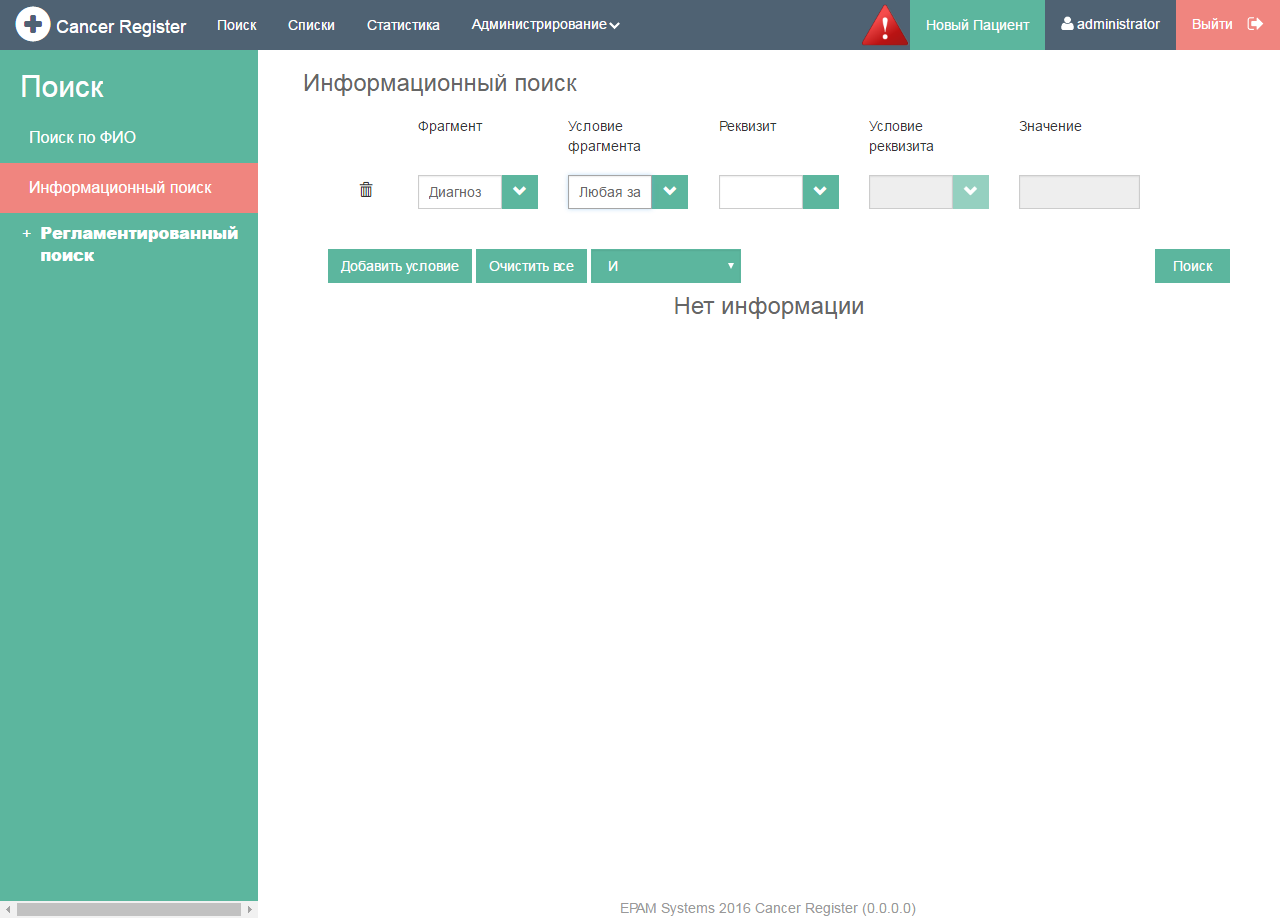 Cancer Register Поиск Списки Статистика Администрирование Новый Пациент administrator Выйти
Поиск
Поиск по ФИО
Информационный поиск
+ Регламентированный
поиск
Информационный поиск
Фрагмент Условие фрагмента Реквизит Условие реквизита Значение
Диагноз Любая за
Добавить условие Очистить все И Поиск
Нет информации
EPAM Systems 2016 Cancer Register (0.0.0.0)